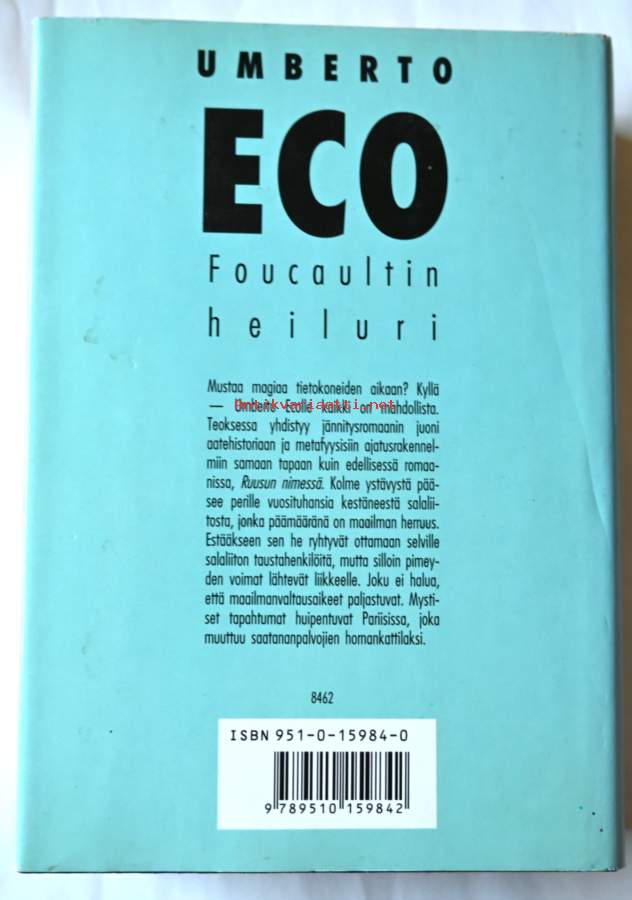 UMBERTO
ECO
Foucaultin
heiluri
Mustaa magiaa tietokoneiden aikaan? Kyllä
— Umberto Ecolle kaikki on mahdollista.
antikvariaatti.net
Teoksessa yhdistyy jännitysromaanin juoni
aatehistoriaan ja metafyysisiin ajatusrakennel-
miin samaan tapaan kuin edellisessä romaa-
nissa, Ruusun nimessä. Kolme ystävystä pää-
see perille vuosituhansia kestäneestä salalii-
tosta, jonka päämääränä on maailman herruus.
Estääkseen sen he ryhtyvät ottamaan selville
salaliiton taustahenkilöitä, mutta silloin pimey-
den voimat lähtevät liikkeelle. Joku ei halua,
että maailmanvaltausaikeet paljastuvat. Mysti-
set tapahtumat huipentuvat Pariisissa, joka
muuttuu saatananpalvojien hornankattilaksi.
8462
ISBN 951-0-15984-0
9 789510 159842